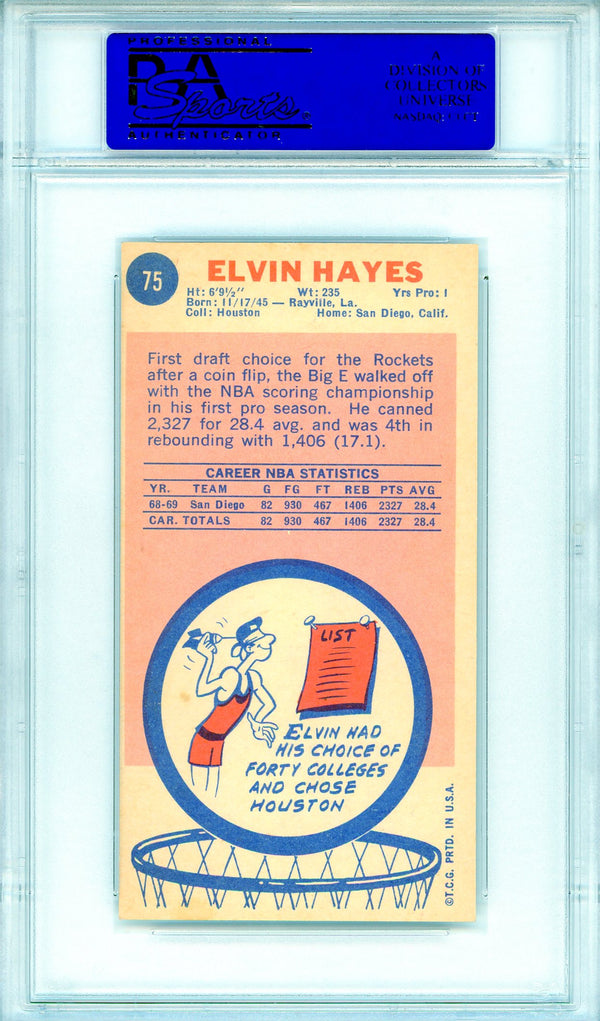 PROFESSIONAL
PSA
Sports
AUTHENTICATOR
A
DIVISION OF
COLLECTORS
UNIVERSE
NASDAQ: CLCT
75
ELVIN HAYES
Ht: 6'9½" Wt: 235 Yrs Pro: 1
Born: 11/17/45 — Rayville, La.
Coll: Houston Home: San Diego, Calif.
First draft choice for the Rockets
after a coin flip, the Big E walked off
with the NBA scoring championship
in his first pro season. He canned
2,327 for 28.4 avg. and was 4th in
rebounding with 1,406 (17.1).
CAREER NBA STATISTICS
YR. TEAM G FG FT REB PTS AVG
68-69 San Diego 82 930 467 1406 2327 28.4
CAR. TOTALS 82 930 467 1406 2327 28.4
LIST
ELVIN HAD
HIS CHOICE OF
FORTY COLLEGES
AND CHOSE
HOUSTON
©T.C.G. PRTD. IN U.S.A.